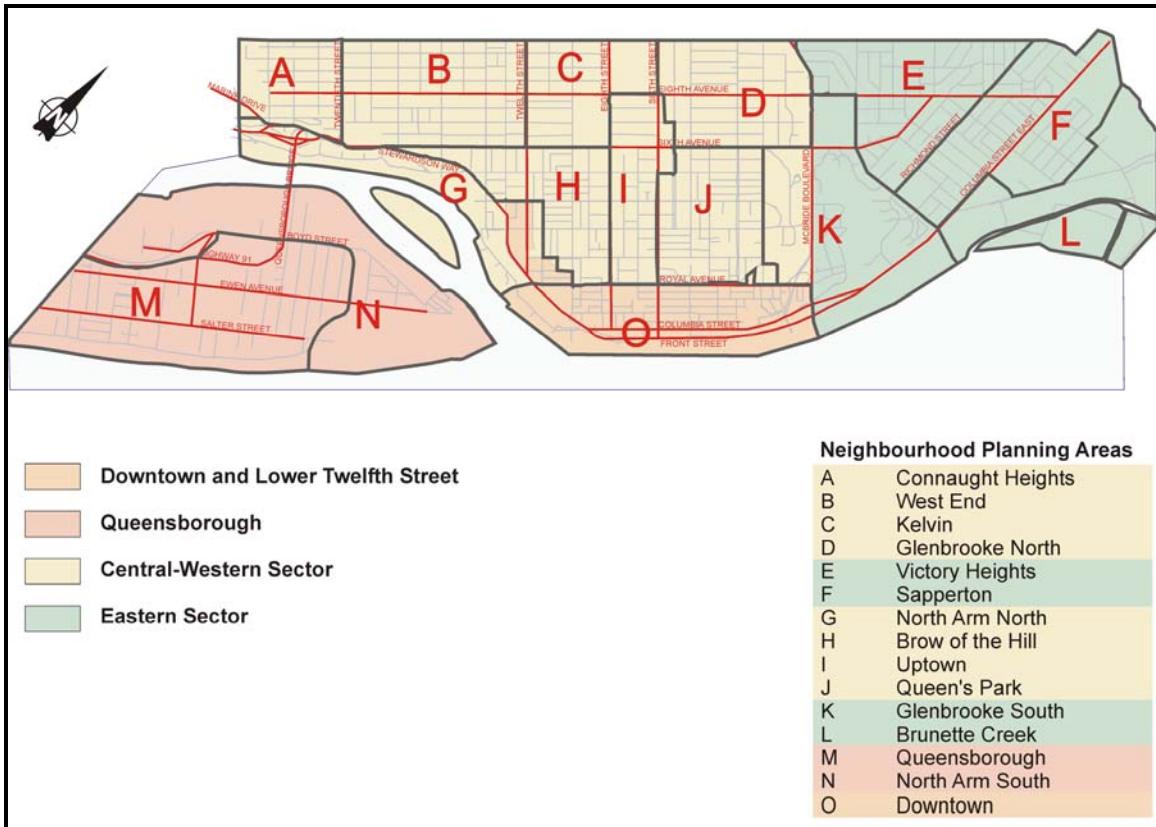 A
B
C
D
E
F
G
H
I
J
K
L
M
N
O
N
MARINE DRIVE
TWENTIETH STREET
TWELFTH STREET
EIGHTH STREET
SIXTH STREET
EIGHTH AVENUE
SIXTH AVENUE
STEWARDSON WAY
QUEENSBOROUGH BRIDGE
MCBRIDE BOULEVARD
RICHMOND STREET
COLUMBIA STREET EAST
BOYD STREET
HIGHWAY 91
EWEN AVENUE
SALTER STREET
ROYAL AVENUE
COLUMBIA STREET
FRONT STREET
Downtown and Lower Twelfth Street
Queensborough
Central-Western Sector
Eastern Sector
Neighbourhood Planning Areas
A Connaught Heights
B West End
C Kelvin
D Glenbrooke North
E Victory Heights
F Sapperton
G North Arm North
H Brow of the Hill
I Uptown
J Queen's Park
K Glenbrooke South
L Brunette Creek
M Queensborough
N North Arm South
O Downtown